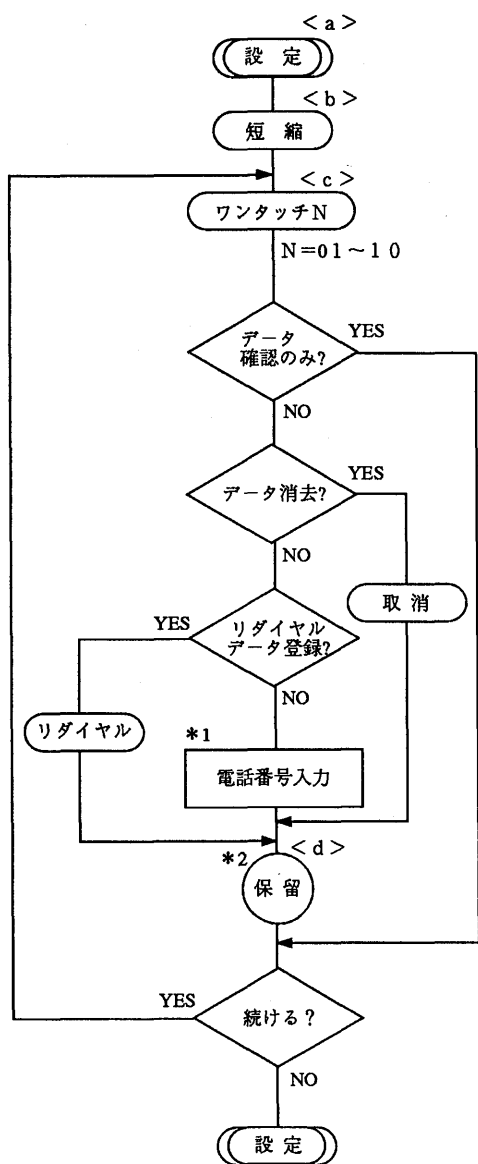 <a>
設 定
<b>
短 縮
<c>
ワンタッチN
N=01～10
データ
確認のみ?
YES
NO
データ消去?
YES
NO
取 消
リダイヤル
データ登録?
YES
NO
リダイヤル
*1
電話番号入力
<d>
*2
保 留
続ける?
YES
NO
設 定